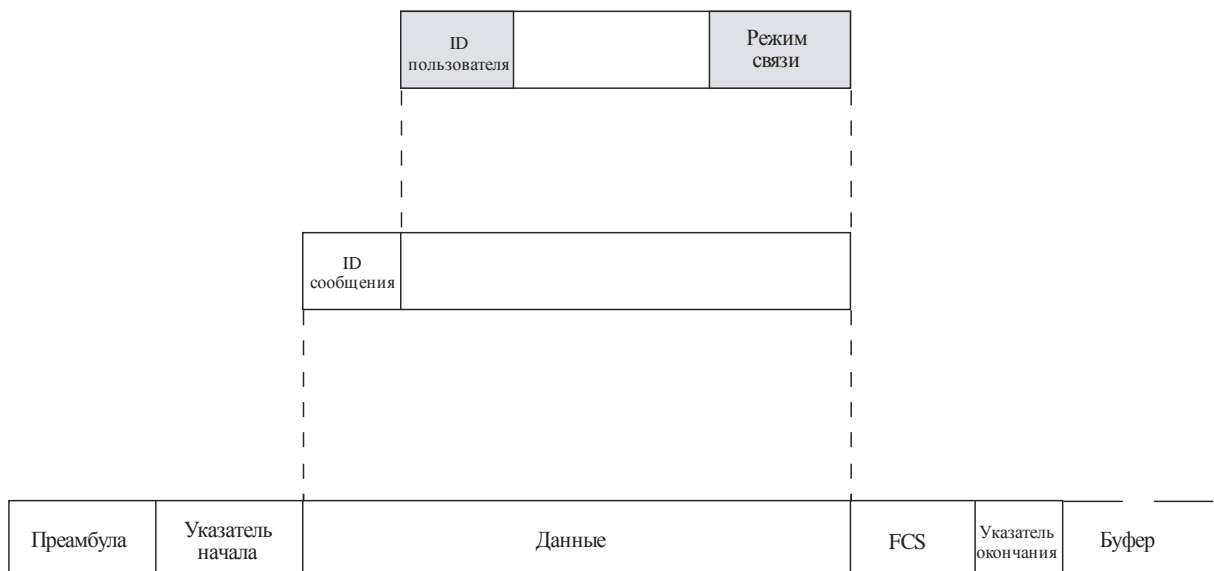 ID
пользователя
Режим
связи
ID
сообщения
Преамбула
Указатель
начала
Данные
FCS
Указатель
окончания
Буфер